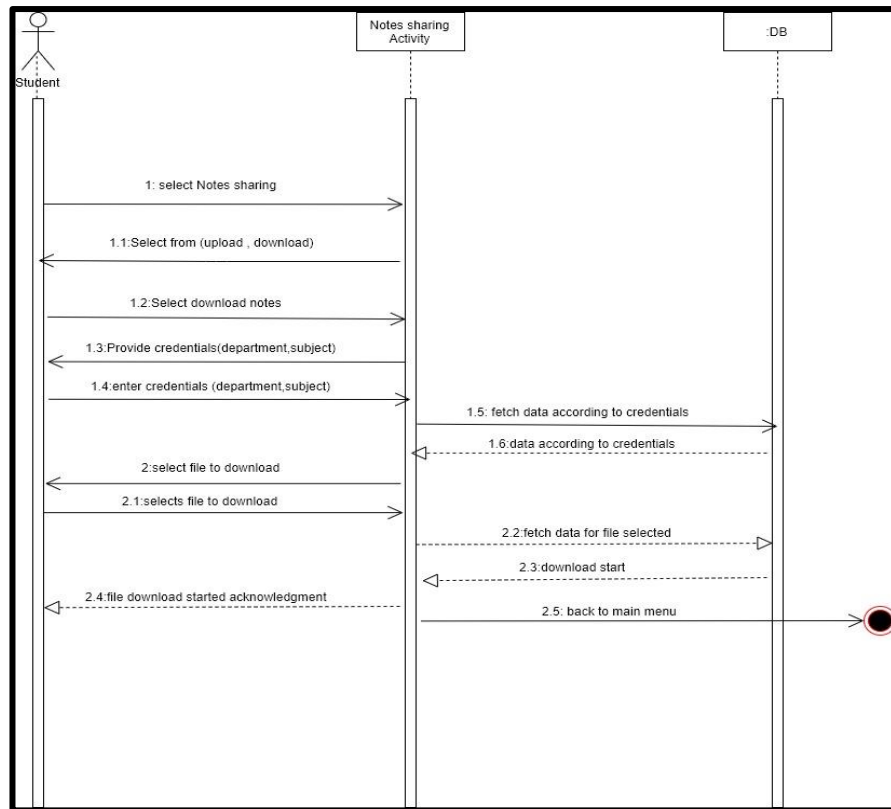 Notes sharing
Activity
:DB
Student
1: select Notes sharing
1.1:Select from (upload , download)
1.2:Select download notes
1.3:Provide credentials(department,subject)
1.4:enter credentials (department,subject)
1.5: fetch data according to credentials
1.6:data according to credentials
2:select file to download
2.1:selects file to download
2.2:fetch data for file selected
2.3:download start
2.4:file download started acknowledgment
2.5: back to main menu